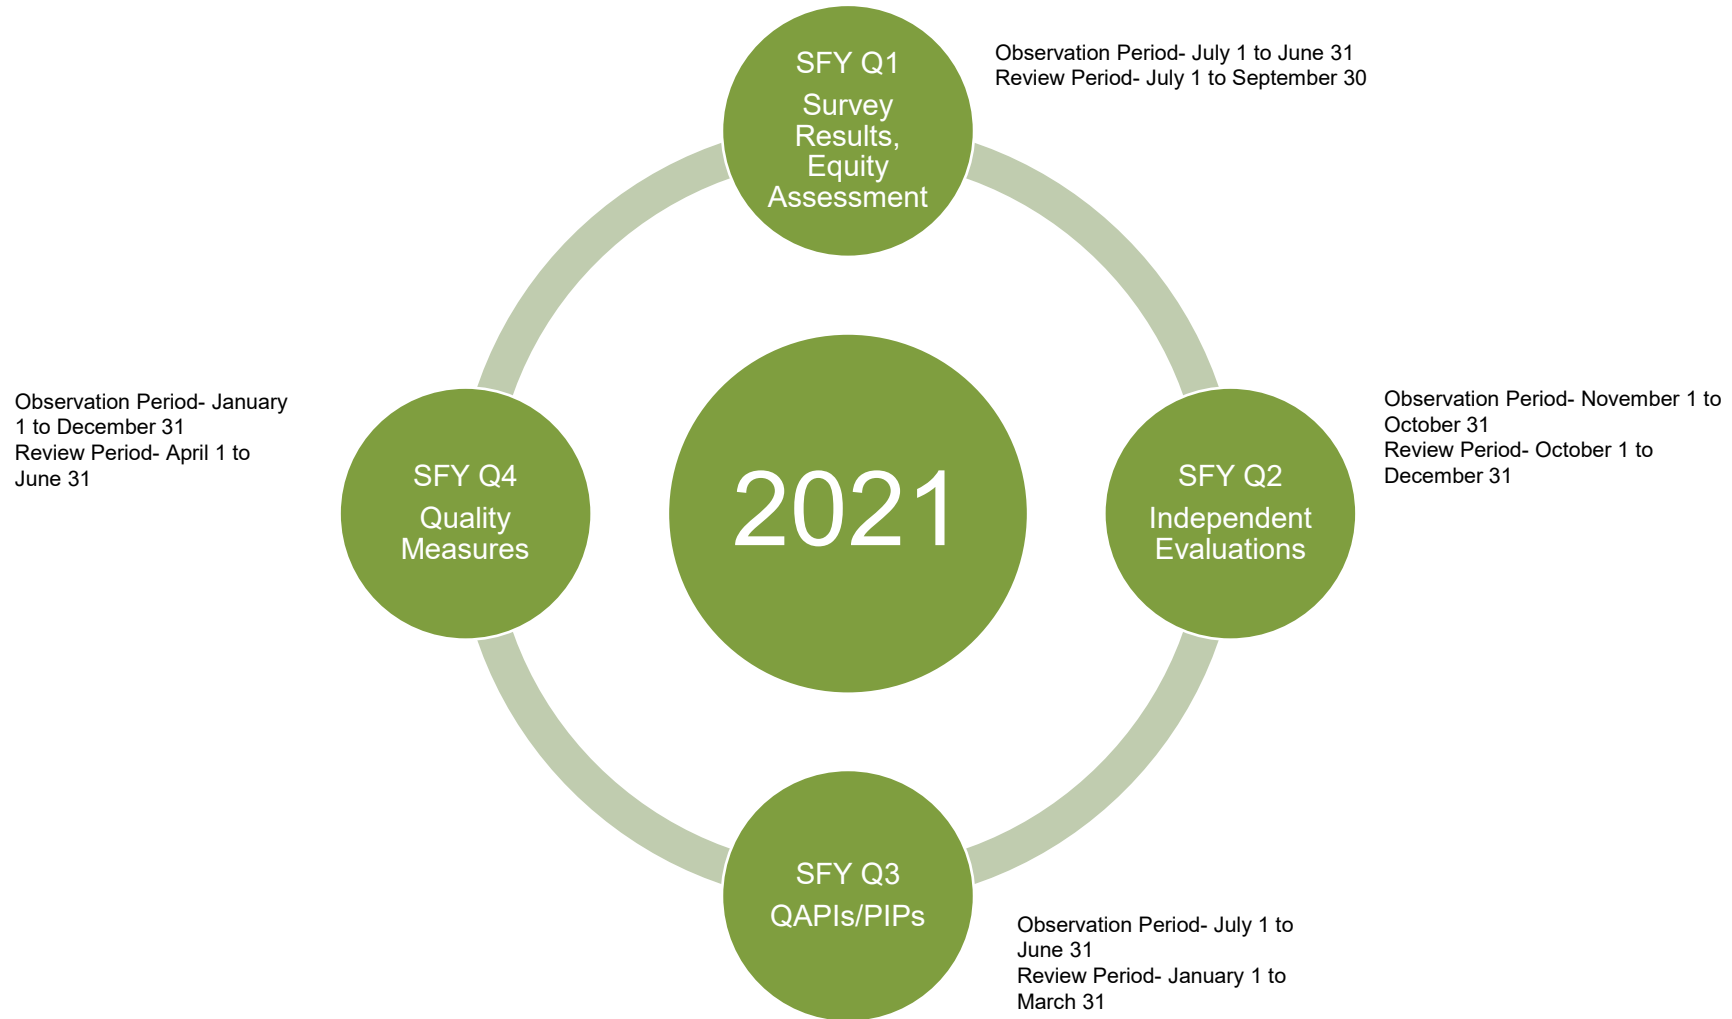 SFY Q1
Survey
Results,
Equity
Assessment
Observation Period- July 1 to June 31
Review Period- July 1 to September 30
Observation Period- January
1 to December 31
Review Period- April 1 to
June 31
SFY Q4
Quality
Measures
2021
SFY Q2
Independent
Evaluations
Observation Period- November 1 to
October 31
Review Period- October 1 to
December 31
SFY Q3
QAPIs/PIPs
Observation Period- July 1 to
June 31
Review Period- January 1 to
March 31